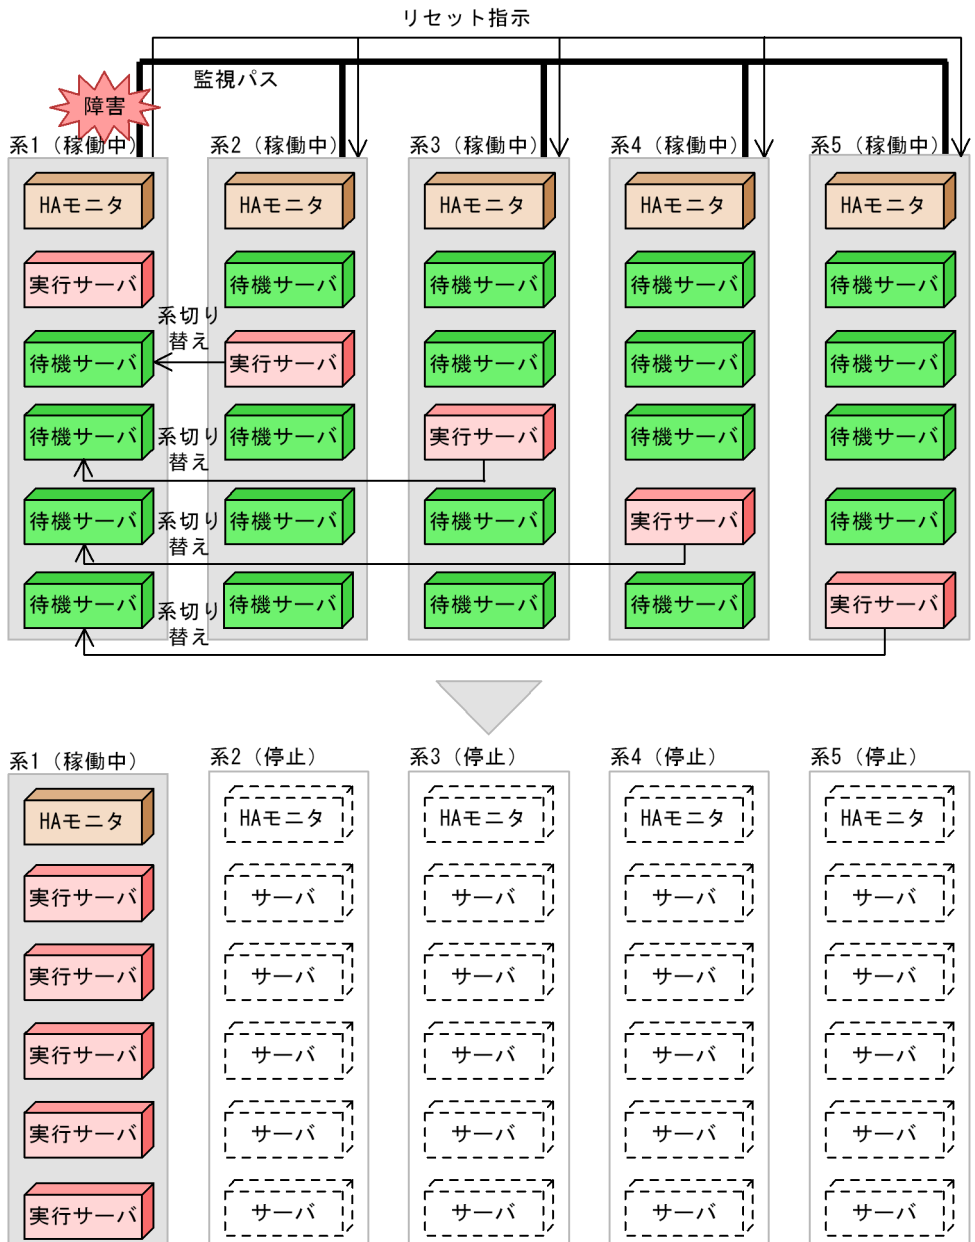 リセット指示
監視パス
障害
系1（稼働中）
系2（稼働中）
系3（稼働中）
系4（稼働中）
系5（稼働中）
HAモニタ
HAモニタ
HAモニタ
HAモニタ
HAモニタ
実行サーバ
待機サーバ
待機サーバ
待機サーバ
待機サーバ
系切り
替え
待機サーバ
実行サーバ
待機サーバ
待機サーバ
待機サーバ
系切り
替え
待機サーバ
待機サーバ
実行サーバ
待機サーバ
待機サーバ
系切り
替え
待機サーバ
待機サーバ
待機サーバ
実行サーバ
待機サーバ
系切り
替え
待機サーバ
待機サーバ
待機サーバ
待機サーバ
実行サーバ
系1（稼働中）
系2（停止）
系3（停止）
系4（停止）
系5（停止）
HAモニタ
HAモニタ
HAモニタ
HAモニタ
HAモニタ
実行サーバ
サーバ
サーバ
サーバ
サーバ
実行サーバ
サーバ
サーバ
サーバ
サーバ
実行サーバ
サーバ
サーバ
サーバ
サーバ
実行サーバ
サーバ
サーバ
サーバ
サーバ
実行サーバ
サーバ
サーバ
サーバ
サーバ